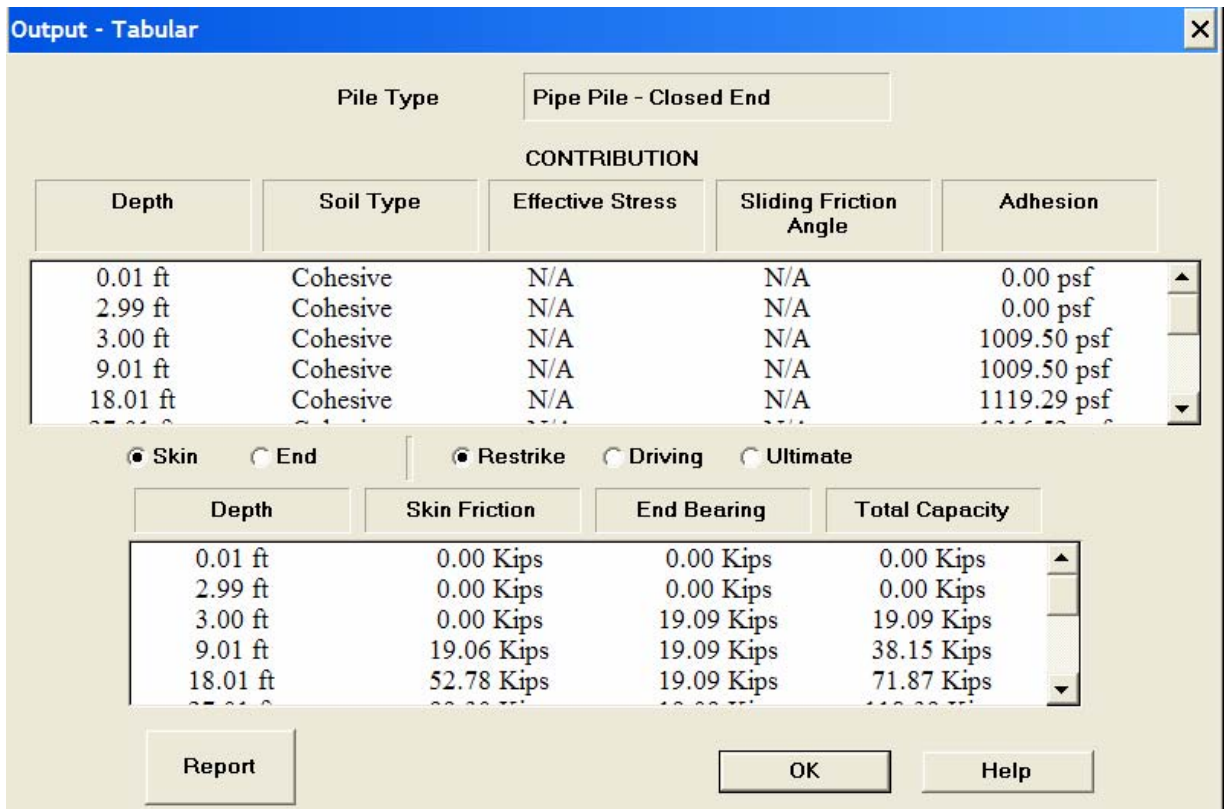 Output - Tabular
Pile Type Pipe Pile - Closed End
CONTRIBUTION
Depth Soil Type Effective Stress Sliding Friction Angle Adhesion
0.01 ft Cohesive N/A N/A 0.00 psf
2.99 ft Cohesive N/A N/A 0.00 psf
3.00 ft Cohesive N/A N/A 1009.50 psf
9.01 ft Cohesive N/A N/A 1009.50 psf
18.01 ft Cohesive N/A N/A 1119.29 psf
Skin End Restrike Driving Ultimate
Depth Skin Friction End Bearing Total Capacity
0.01 ft 0.00 Kips 0.00 Kips 0.00 Kips
2.99 ft 0.00 Kips 0.00 Kips 0.00 Kips
3.00 ft 0.00 Kips 19.09 Kips 19.09 Kips
9.01 ft 19.06 Kips 19.09 Kips 38.15 Kips
18.01 ft 52.78 Kips 19.09 Kips 71.87 Kips
Report OK Help